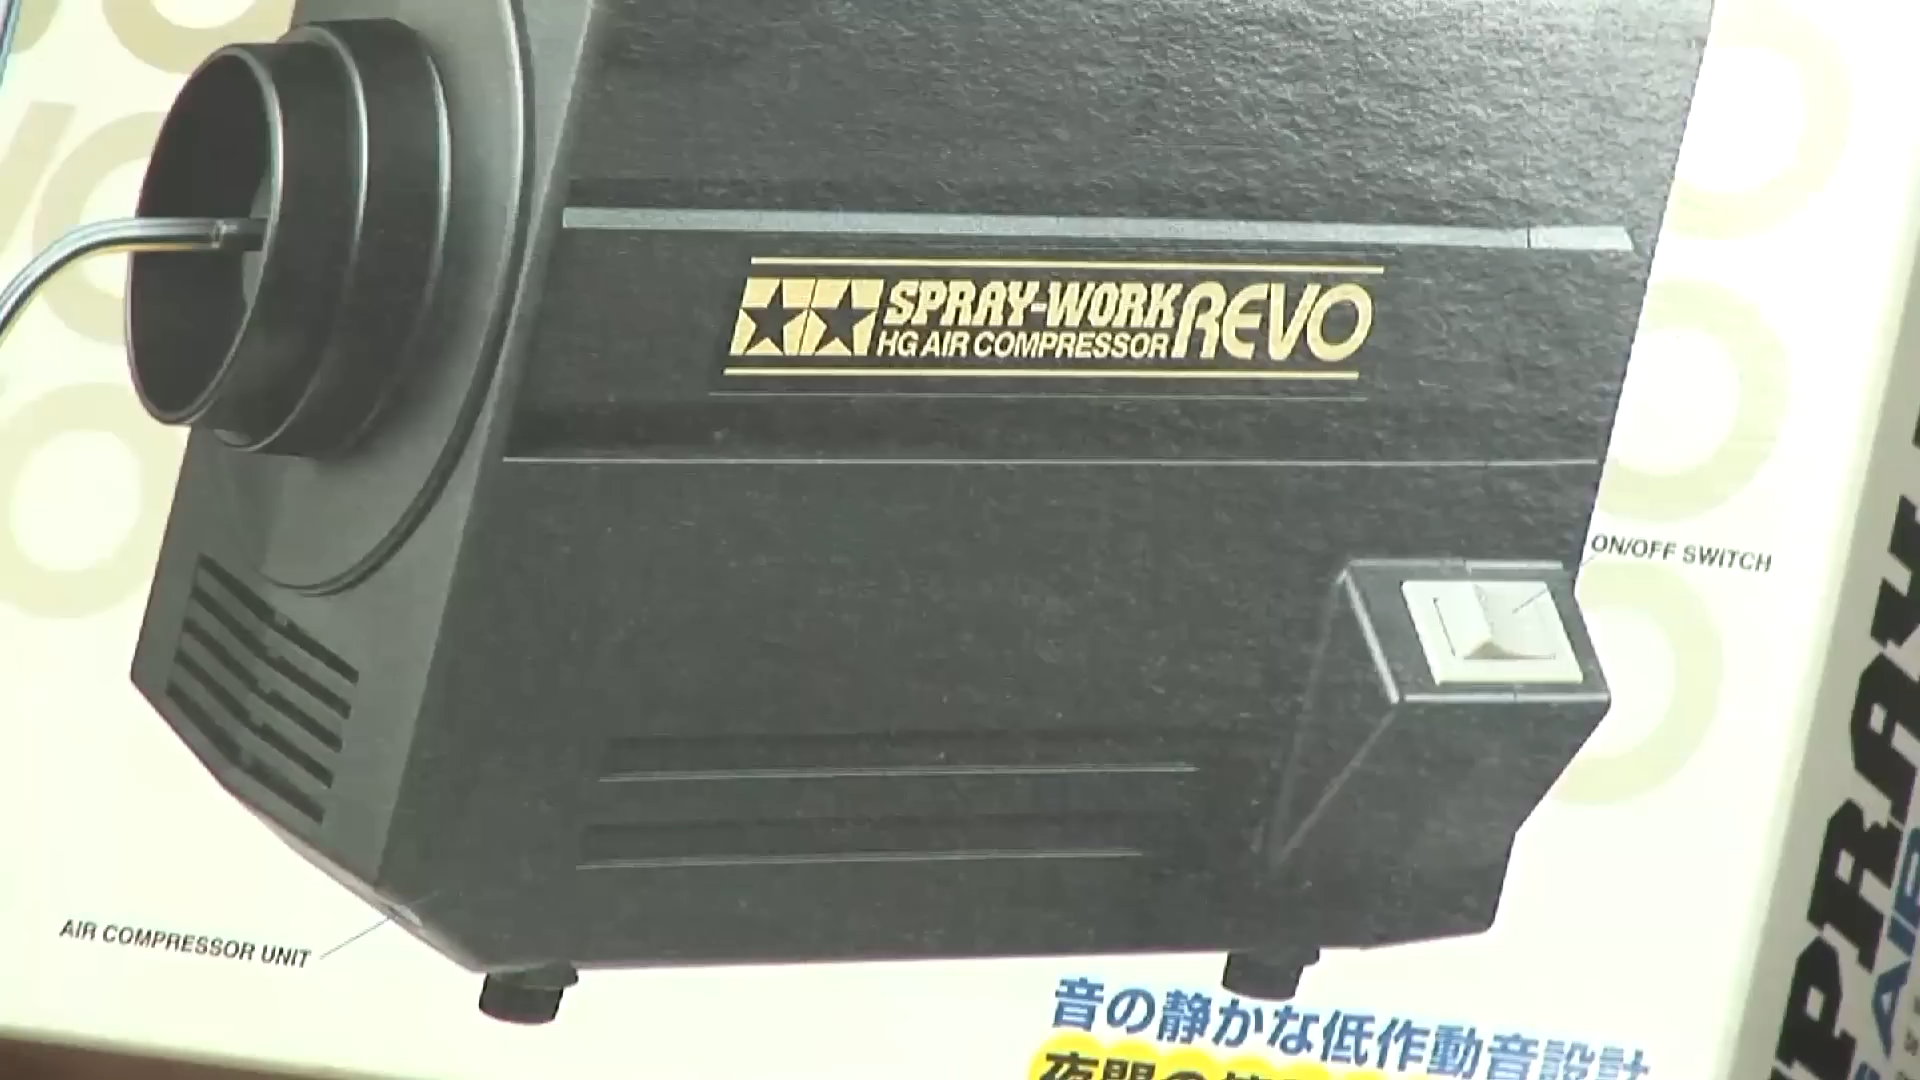 SPRAY-WORK
HG AIR COMPRESSOR REVO
ON/OFF SWITCH
AIR COMPRESSOR UNIT
音の静かな低作動音設計